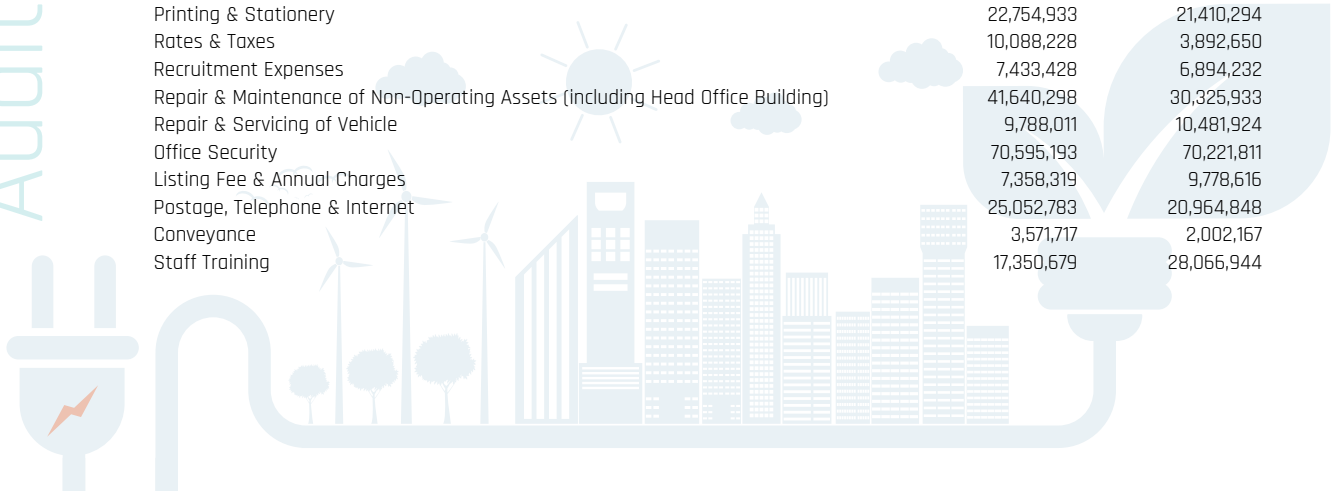 Printing & Stationery 22,754,933 21,410,294
Rates & Taxes 10,088,228 3,892,650
Recruitment Expenses 7,433,428 6,894,232
Repair & Maintenance of Non-Operating Assets (including Head Office Building) 41,640,298 30,325,933
Repair & Servicing of Vehicle 9,788,011 10,481,924
Office Security 70,595,193 70,221,811
Listing Fee & Annual Charges 7,358,319 9,778,616
Postage, Telephone & Internet 25,052,783 20,964,848
Conveyance 3,571,717 2,002,167
Staff Training 17,350,679 28,066,944